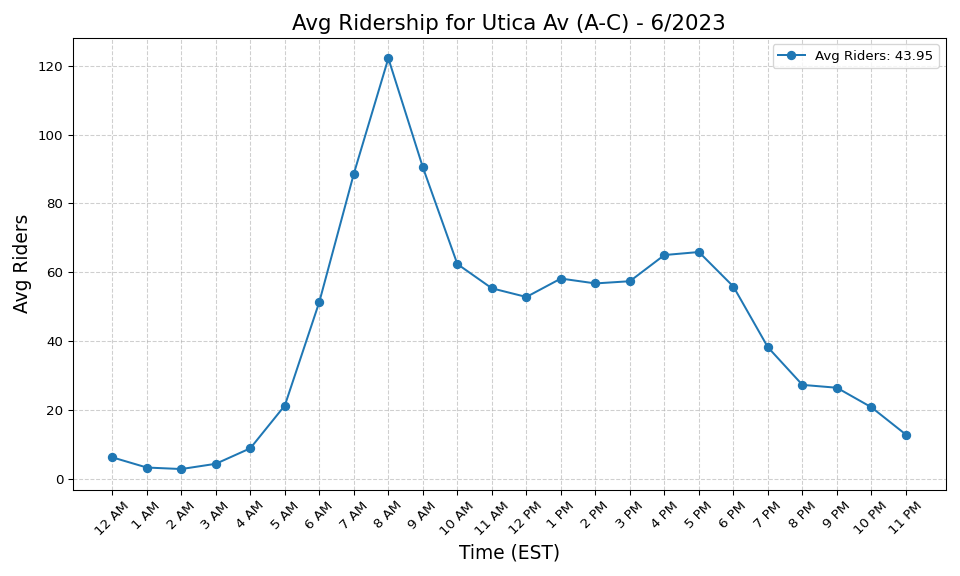 Avg Ridership for Utica Av (A-C) - 6/2023
Avg Riders: 43.95
Avg Riders
120
100
80
60
40
20
0
12 AM
1 AM
2 AM
3 AM
4 AM
5 AM
6 AM
7 AM
8 AM
9 AM
10 AM
11 AM
12 PM
1 PM
2 PM
3 PM
4 PM
5 PM
6 PM
7 PM
8 PM
9 PM
10 PM
11 PM
Time (EST)